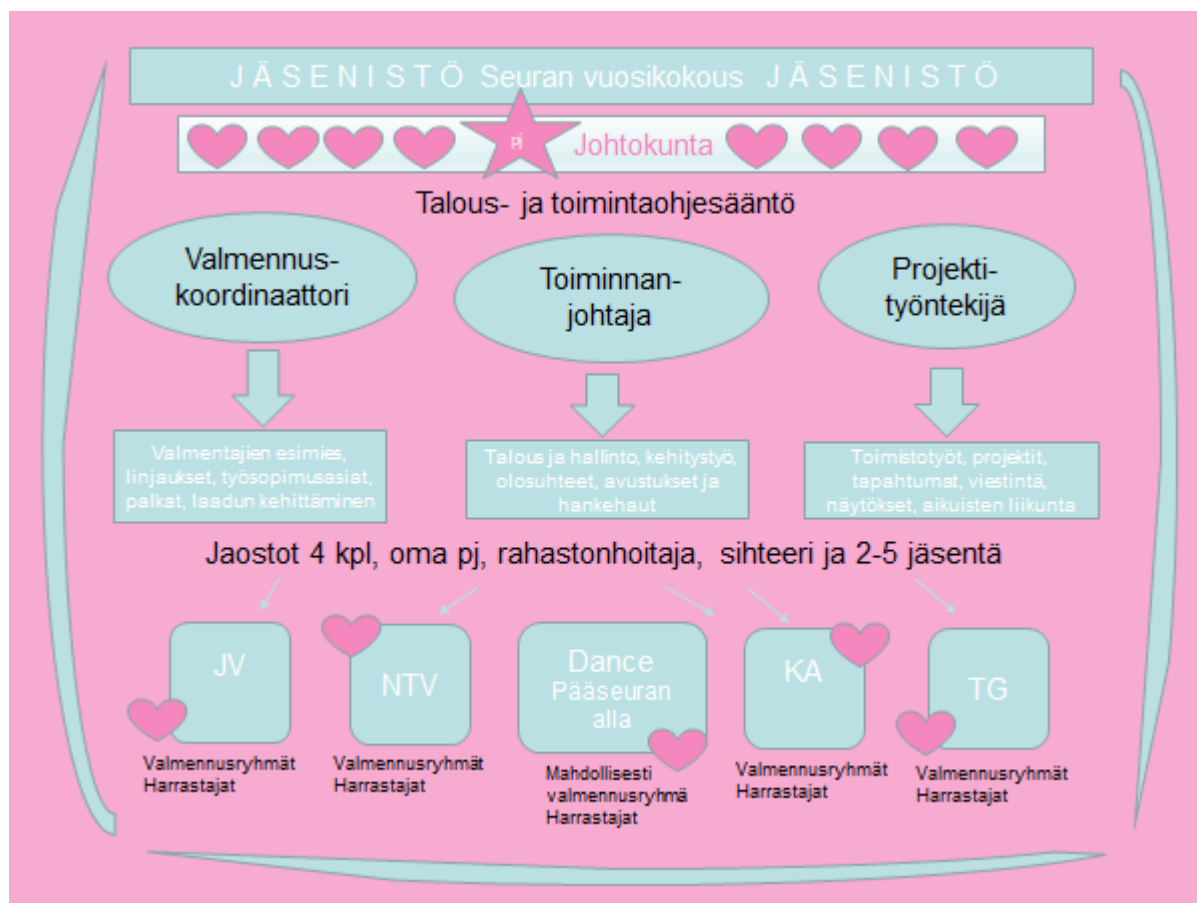 J Ä S E N I S T Ö Seuran vuosikokous J Ä S E N I S T Ö
pj Johtokunta
Talous- ja toimintaohjesääntö
Valmennus-
koordinaattori
Toiminnan-
johtaja
Projekti-
työntekijä
Valmentajien esimies,
linjaukset, työsopimusasiat,
palkat, laadun kehittäminen
Talous ja hallinto, kehitystyö,
olosuhteet, avustukset ja
hankehaut
Toimistotyöt, projektit,
tapahtumat, viestintä,
näytökset, aikuisten liikunta
Jaostot 4 kpl, oma pj, rahastonhoitaja, sihteeri ja 2-5 jäsentä
JV
Valmennusryhmät
Harrastajat
NTV
Valmennusryhmät
Harrastajat
Dance
Pääseuran
alla
Mahdollisesti
valmennusryhmä
Harrastajat
KA
Valmennusryhmät
Harrastajat
TG
Valmennusryhmät
Harrastajat